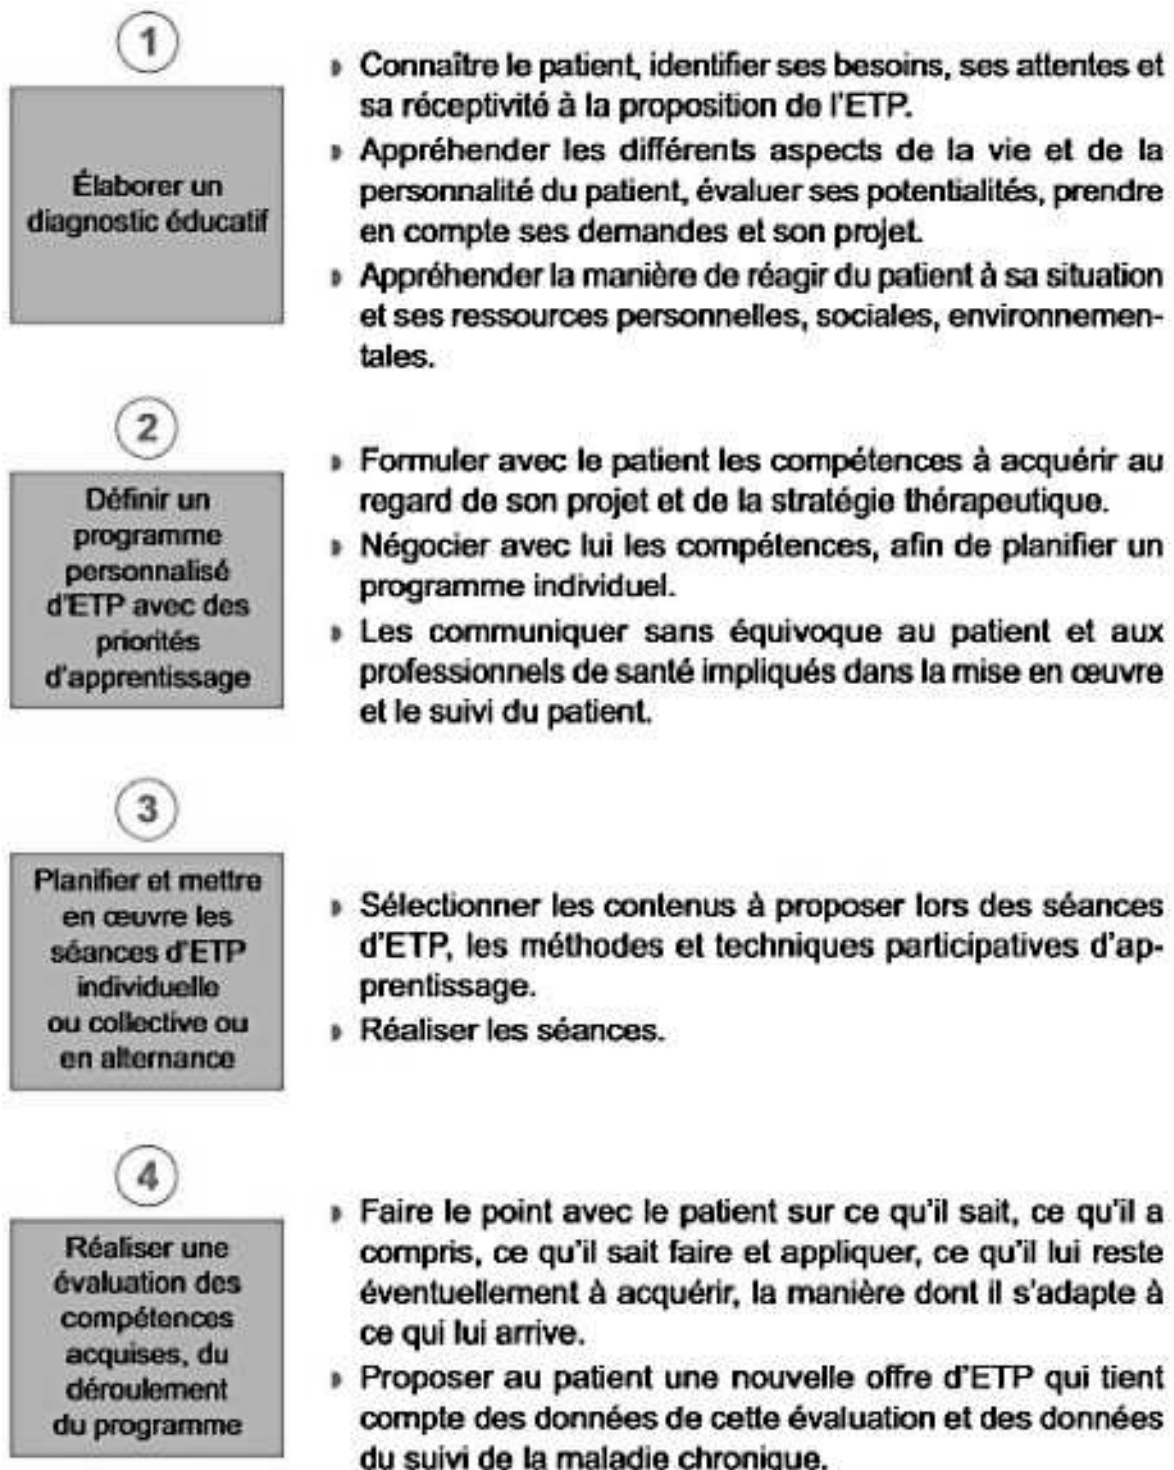 1
Élaborer un
diagnostic éducatif
• Connaître le patient, identifier ses besoins, ses attentes et
sa réceptivité à la proposition de l'ETP.
• Appréhender les différents aspects de la vie et de la
personnalité du patient, évaluer ses potentialités, prendre
en compte ses demandes et son projet.
• Appréhender la manière de réagir du patient à sa situation
et ses ressources personnelles, sociales, environnemen-
tales.
2
Définir un
programme
personnalisé
d'ETP avec des
priorités
d'apprentissage
• Formuler avec le patient les compétences à acquérir au
regard de son projet et de la stratégie thérapeutique.
• Négocier avec lui les compétences, afin de planifier un
programme individuel.
• Les communiquer sans équivoque au patient et aux
professionnels de santé impliqués dans la mise en œuvre
et le suivi du patient.
3
Planifier et mettre
en œuvre les
séances d'ETP
individuelle
ou collective ou
en alternance
• Sélectionner les contenus à proposer lors des séances
d'ETP, les méthodes et techniques participatives d'ap-
prentissage.
• Réaliser les séances.
4
Réaliser une
évaluation des
compétences
acquises, du
déroulement
du programme
• Faire le point avec le patient sur ce qu'il sait, ce qu'il a
compris, ce qu'il sait faire et appliquer, ce qu'il lui reste
éventuellement à acquérir, la manière dont il s'adapte à
ce qui lui arrive.
• Proposer au patient une nouvelle offre d'ETP qui tient
compte des données de cette évaluation et des données
du suivi de la maladie chronique.